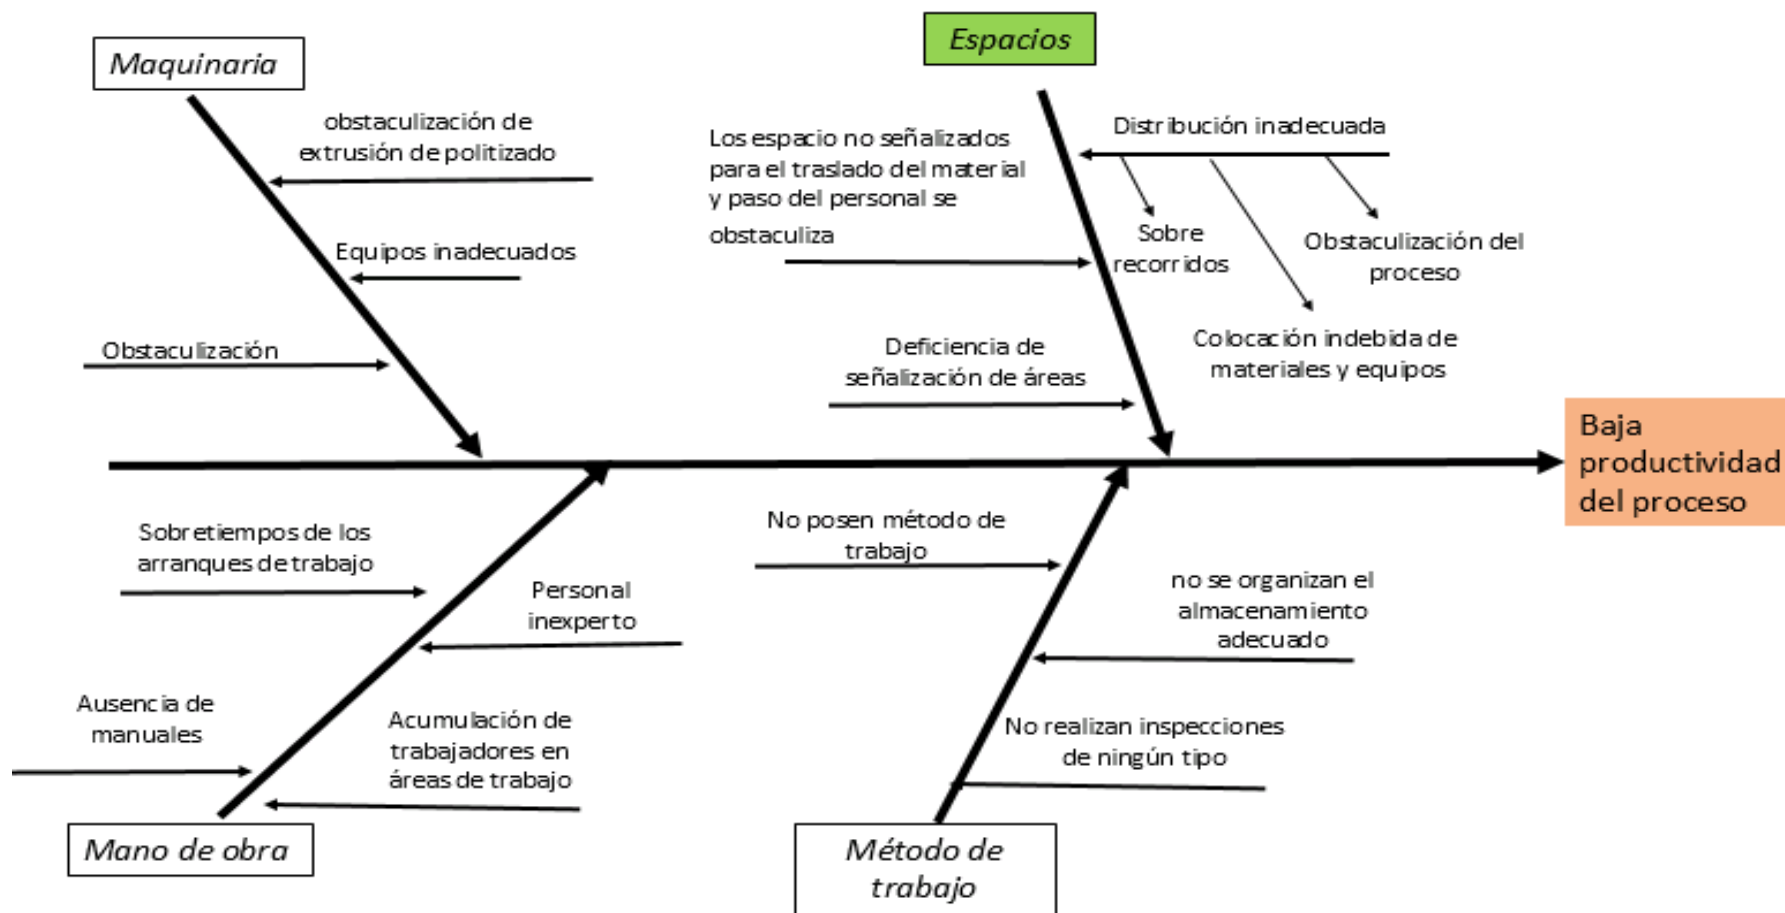 Maquinaria
obstaculización de
extrusión de politizado
Equipos inadecuados
Obstaculización
Espacios
Distribución inadecuada
Los espacio no señalizados
para el traslado del material
y paso del personal se
obstaculiza
Sobre
recorridos
Obstaculización del
proceso
Colocación indebida de
materiales y equipos
Deficiencia de
señalización de áreas
Baja
productividad
del proceso
Sobretiempos de los
arranques de trabajo
Personal
inexperto
Ausencia de
manuales
Acumulación de
trabajadores en
áreas de trabajo
Mano de obra
No posen método de
trabajo
no se organizan el
almacenamiento
adecuado
No realizan inspecciones
de ningún tipo
Método de
trabajo